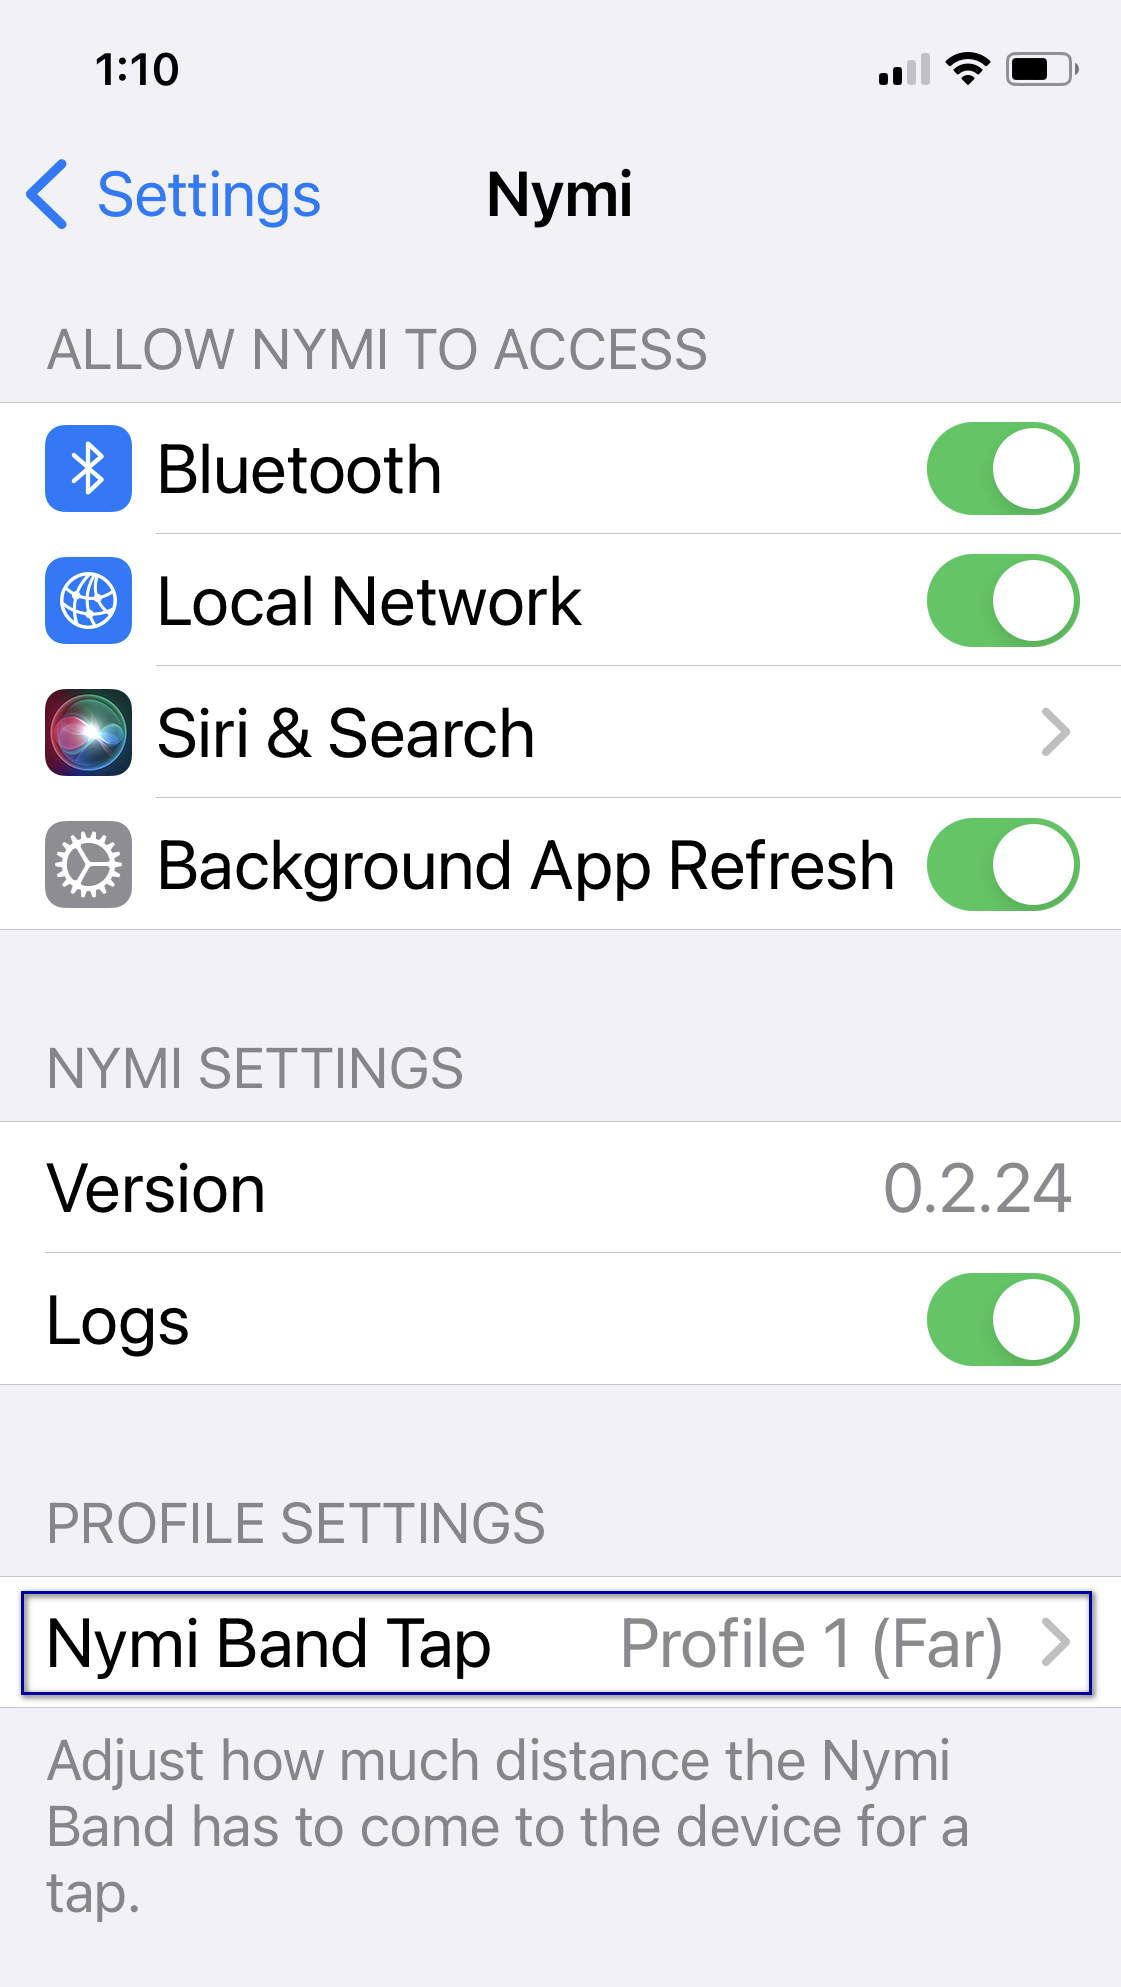 1:10
Settings
Nymi
ALLOW NYMI TO ACCESS
Bluetooth
Local Network
Siri & Search
Background App Refresh
NYMI SETTINGS
Version 0.2.24
Logs
PROFILE SETTINGS
Nymi Band Tap Profile 1 (Far)
Adjust how much distance the Nymi
Band has to come to the device for a
tap.